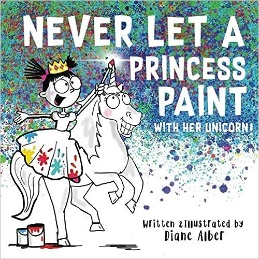 NEVER LET A
PRINCESS
PAINT
WITH HER UNICORN!
Written & Illustrated by
Diane Alber